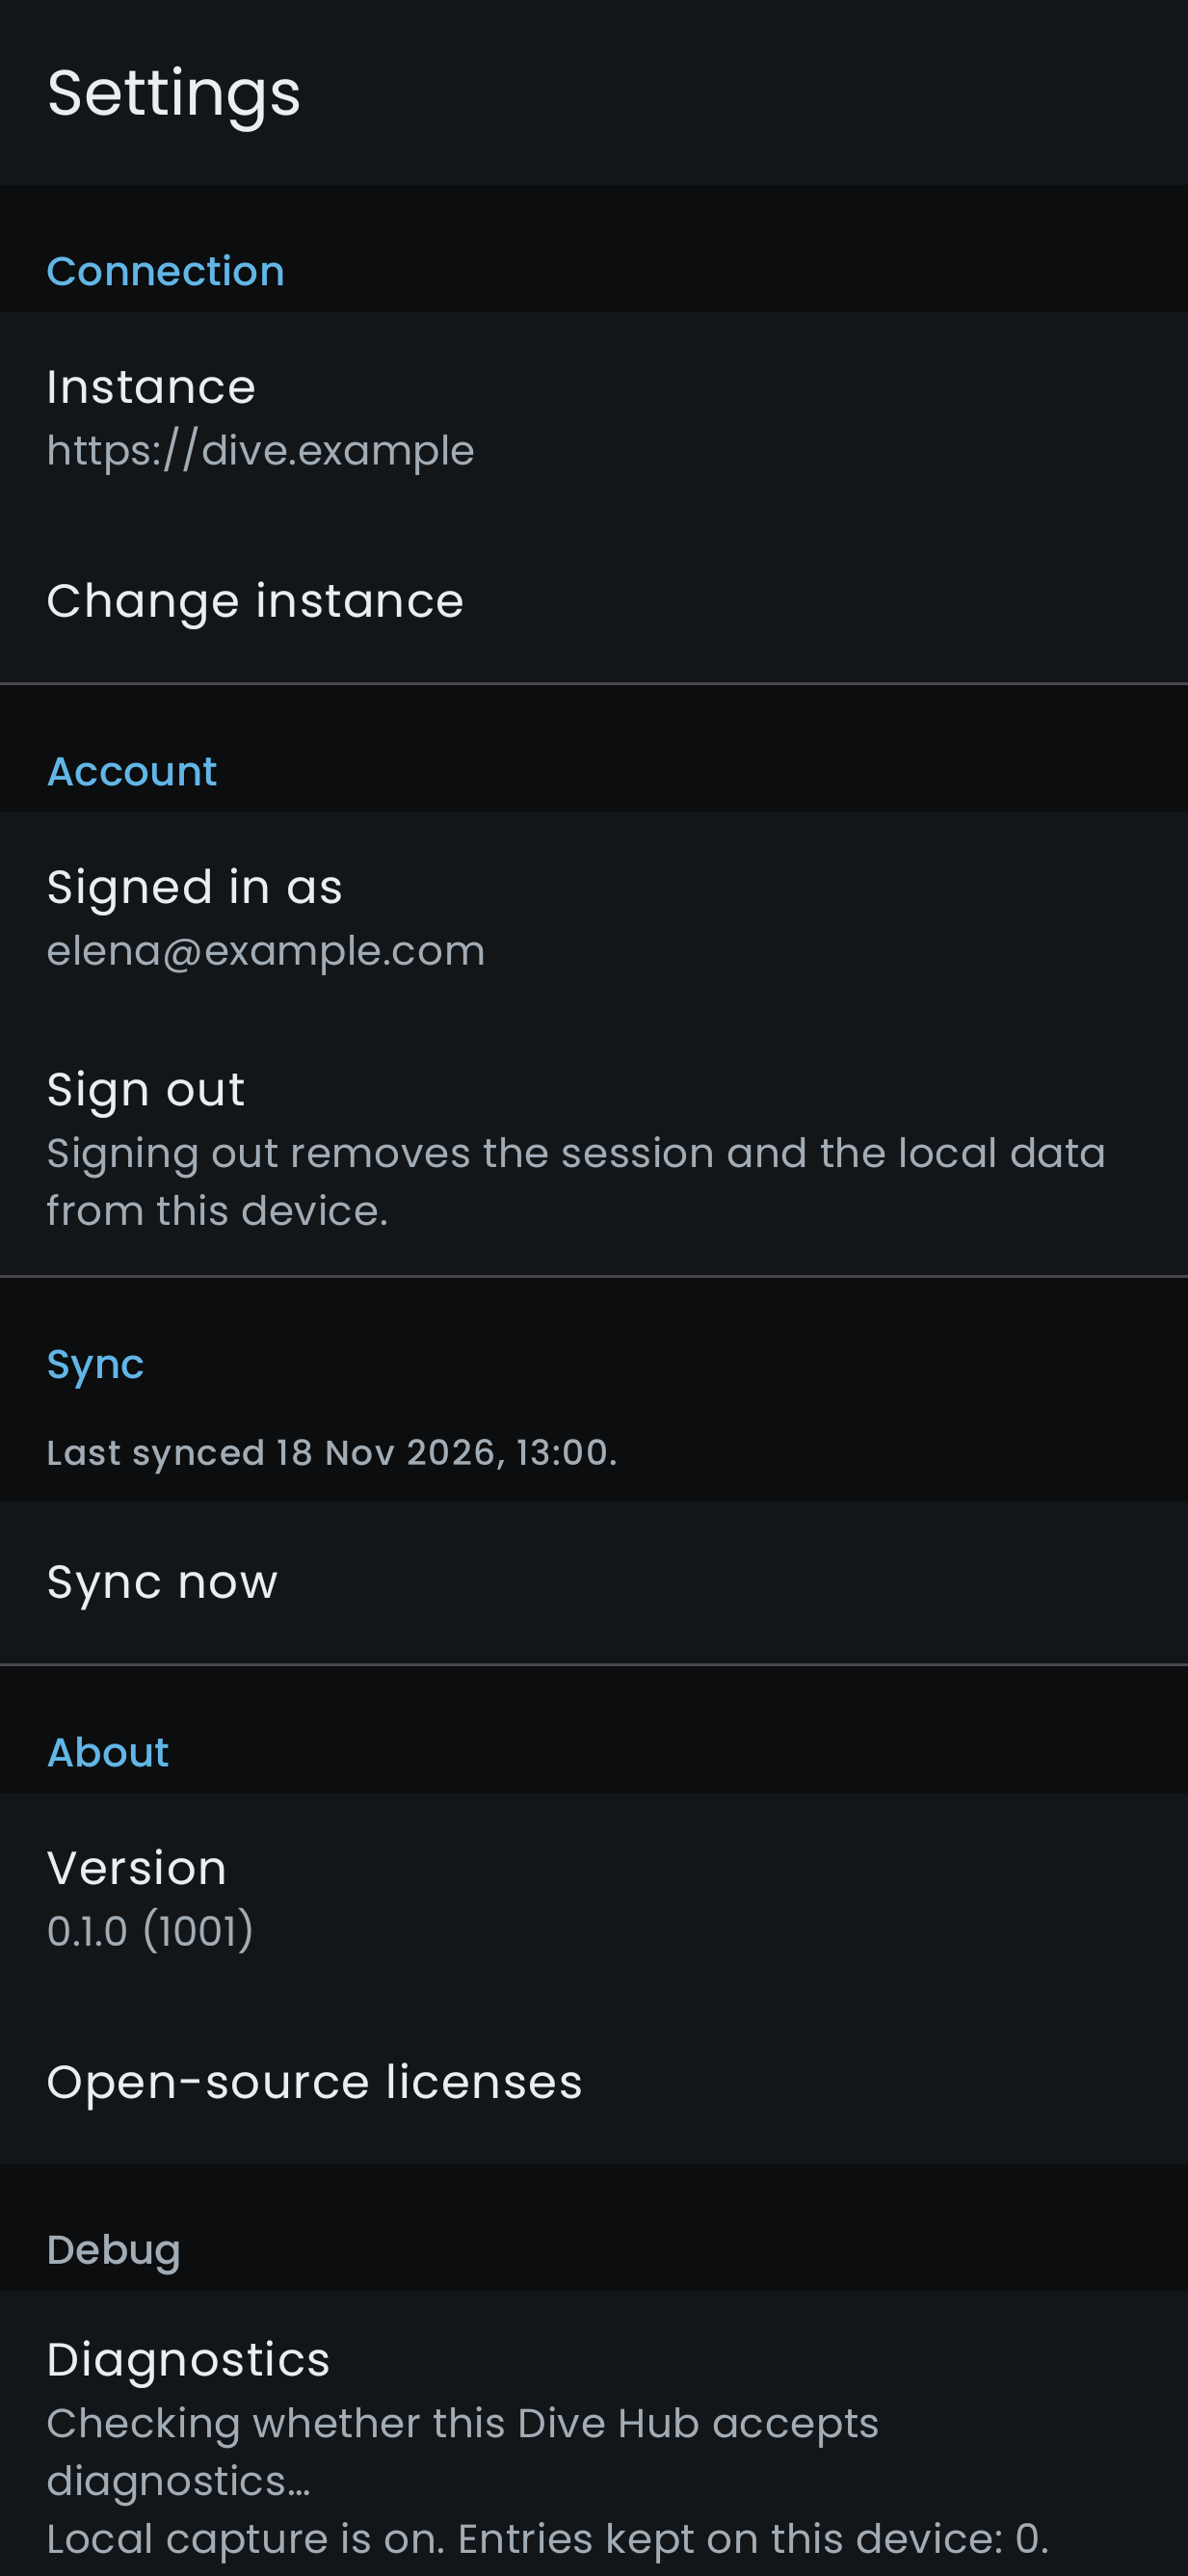 Settings
Connection
Instance
https://dive.example
Change instance
Account
Signed in as
elena@example.com
Sign out
Signing out removes the session and the local data
from this device.
Sync
Last synced 18 Nov 2026, 13:00.
Sync now
About
Version
0.1.0 (1001)
Open-source licenses
Debug
Diagnostics
Checking whether this Dive Hub accepts
diagnostics…
Local capture is on. Entries kept on this device: 0.